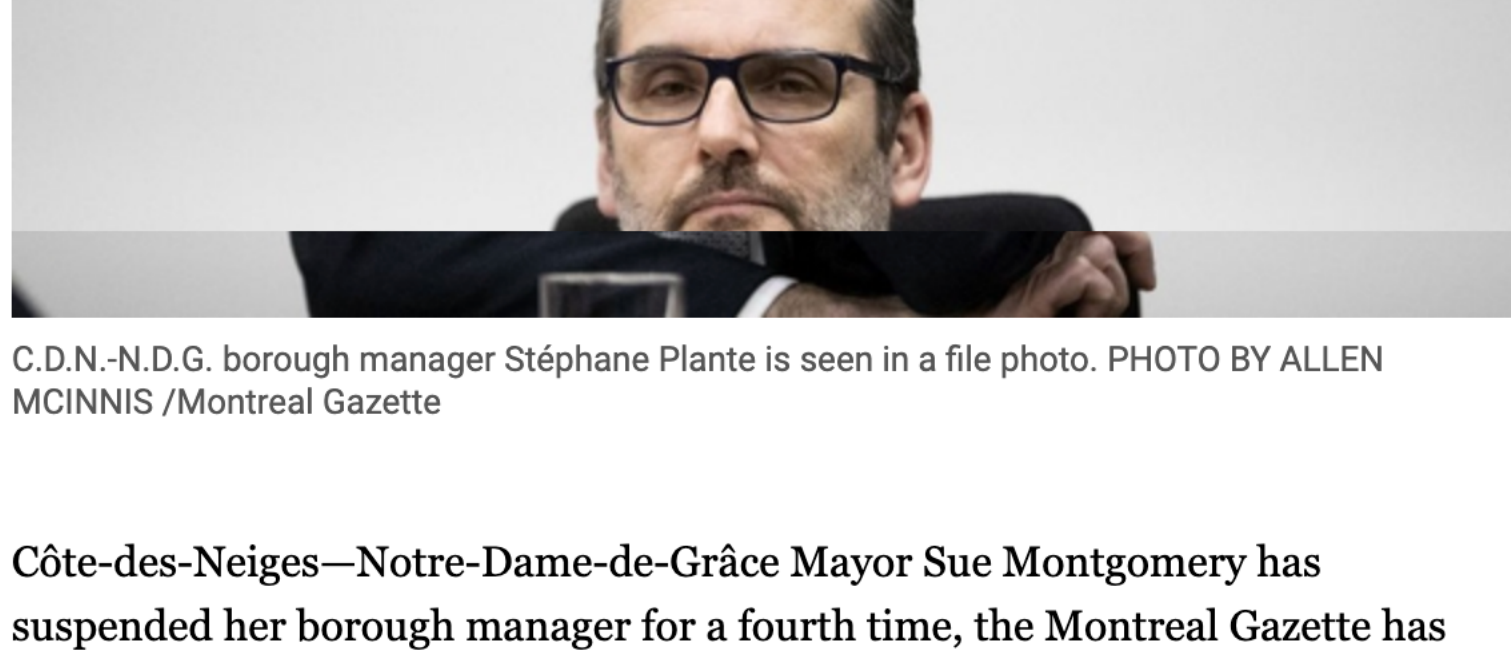 C.D.N.-N.D.G. borough manager Stéphane Plante is seen in a file photo. PHOTO BY ALLEN
MCINNIS /Montreal Gazette
Côte-des-Neiges—Notre-Dame-de-Grâce Mayor Sue Montgomery has
suspended her borough manager for a fourth time, the Montreal Gazette has